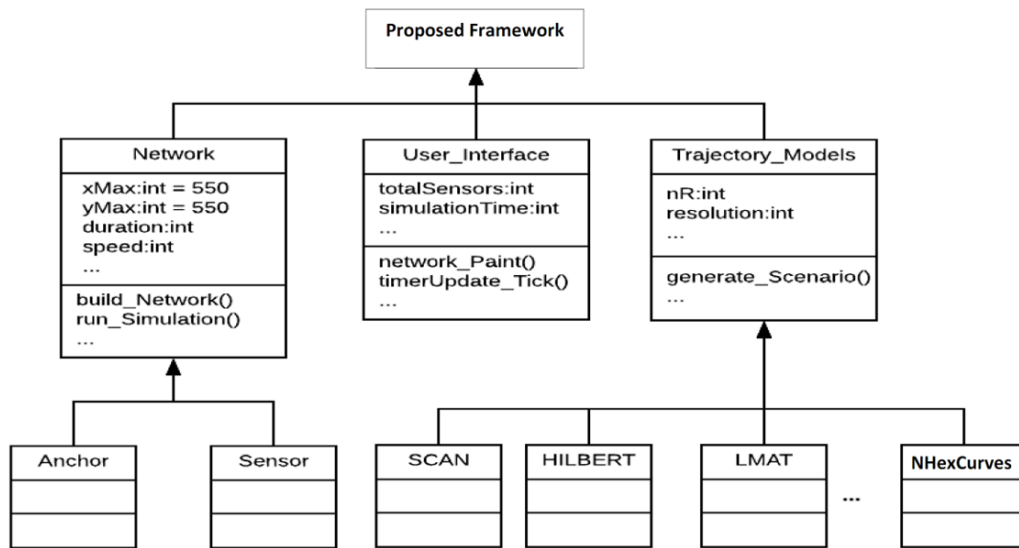 Proposed Framework
Network
xMax:int = 550
yMax:int = 550
duration:int
speed:int
...
build_Network()
run_Simulation()
...
User_Interface
totalSensors:int
simulationTime:int
...
network_Paint()
timerUpdate_Tick()
...
Trajectory_Models
nR:int
resolution:int
...
generate_Scenario()
...
Anchor
Sensor
SCAN
HILBERT
LMAT
...
NHexCurves